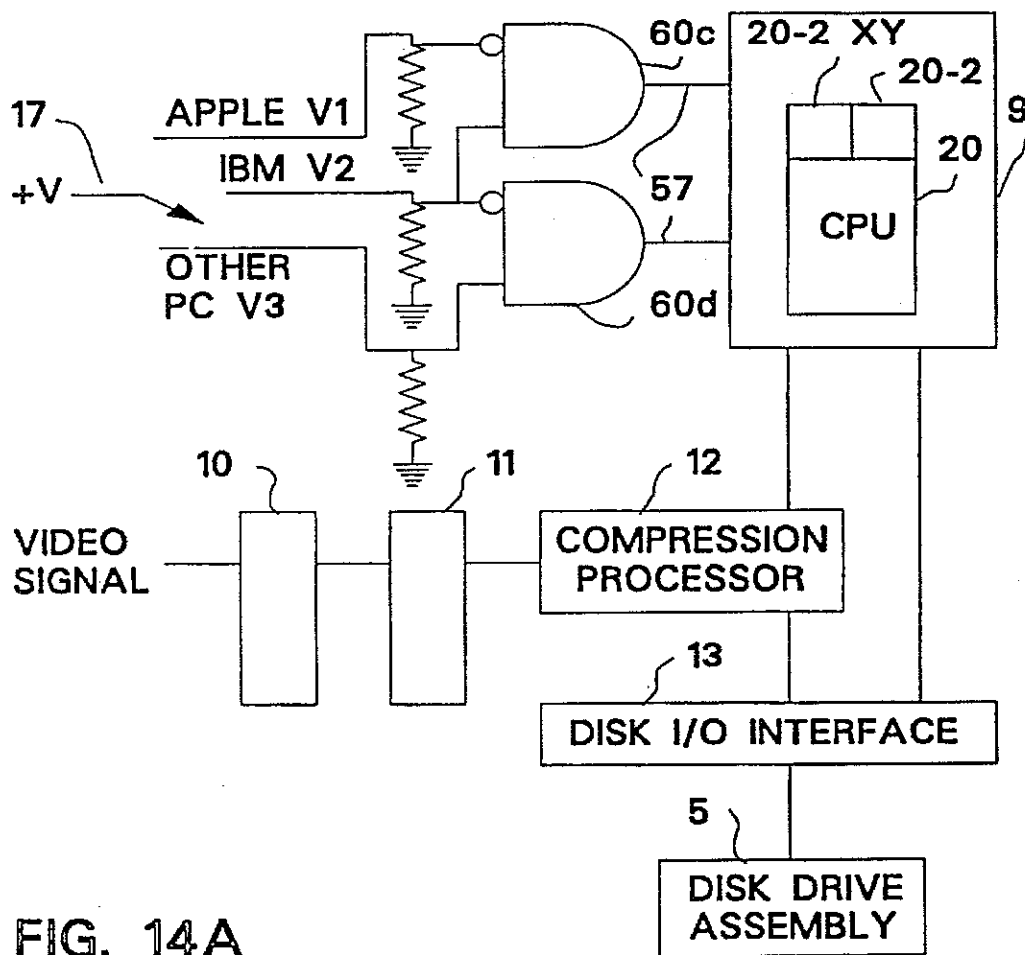 60c
20-2 XY
20-2
9
17
APPLE V1
IBM V2
+V
57
20
CPU
OTHER
PC V3
60d
10
11
12
VIDEO
SIGNAL
COMPRESSION
PROCESSOR
13
DISK I/O INTERFACE
5
DISK DRIVE
ASSEMBLY
FIG. 14A